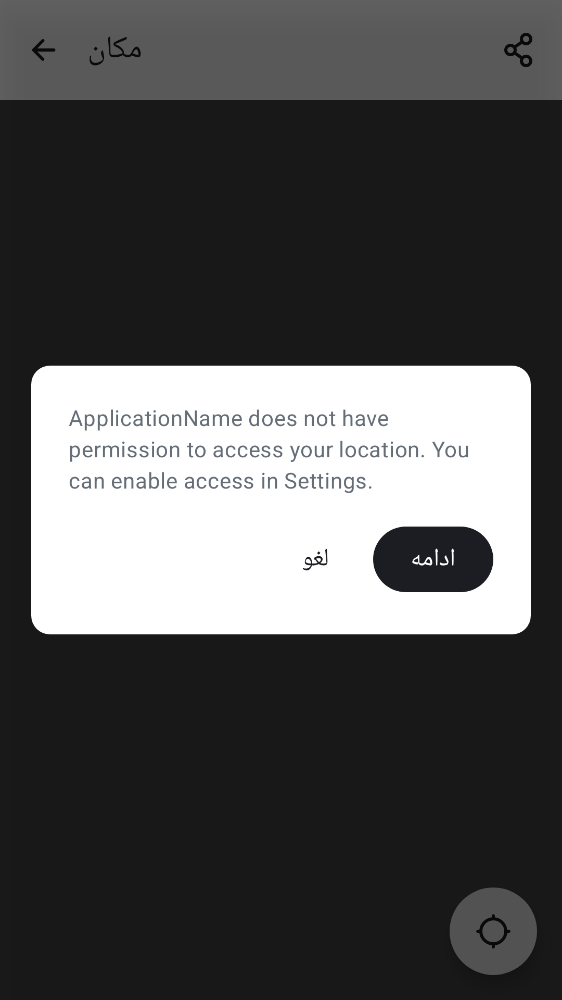 مکان
ApplicationName does not have
permission to access your location. You
can enable access in Settings.
لغو
ادامه